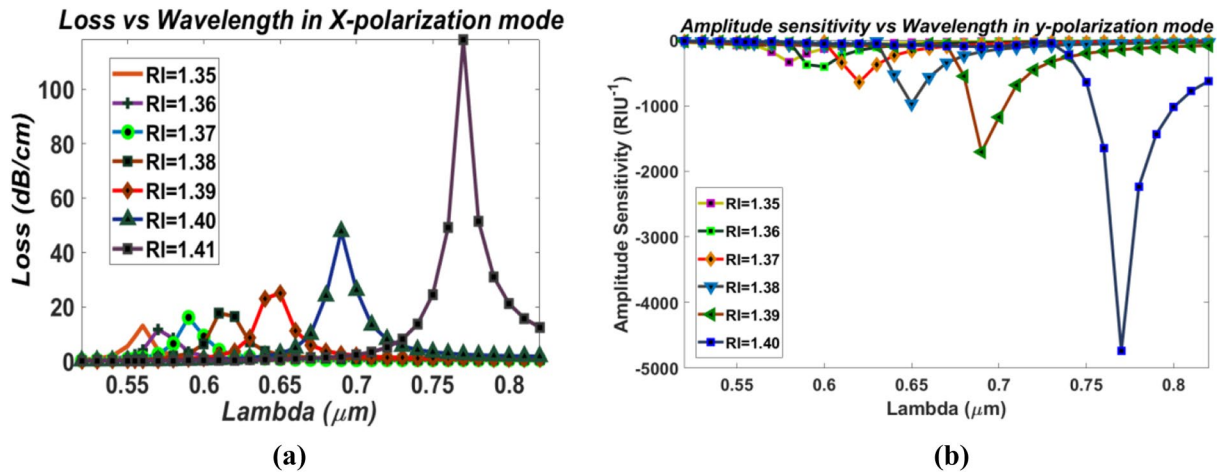 Loss vs Wavelength in X-polarization mode
Loss (dB/cm)
120
100
80
60
40
20
0
RI=1.35
RI=1.36
RI=1.37
RI=1.38
RI=1.39
RI=1.40
RI=1.41
0.55 0.6 0.65 0.7 0.75 0.8
Lambda (μm)
(a)
Amplitude sensitivity vs Wavelength in y-polarization mode
Amplitude Sensitivity (RIU-1)
0
-1000
-2000
-3000
-4000
-5000
RI=1.35
RI=1.36
RI=1.37
RI=1.38
RI=1.39
RI=1.40
0.55 0.6 0.65 0.7 0.75 0.8
Lambda (μm)
(b)